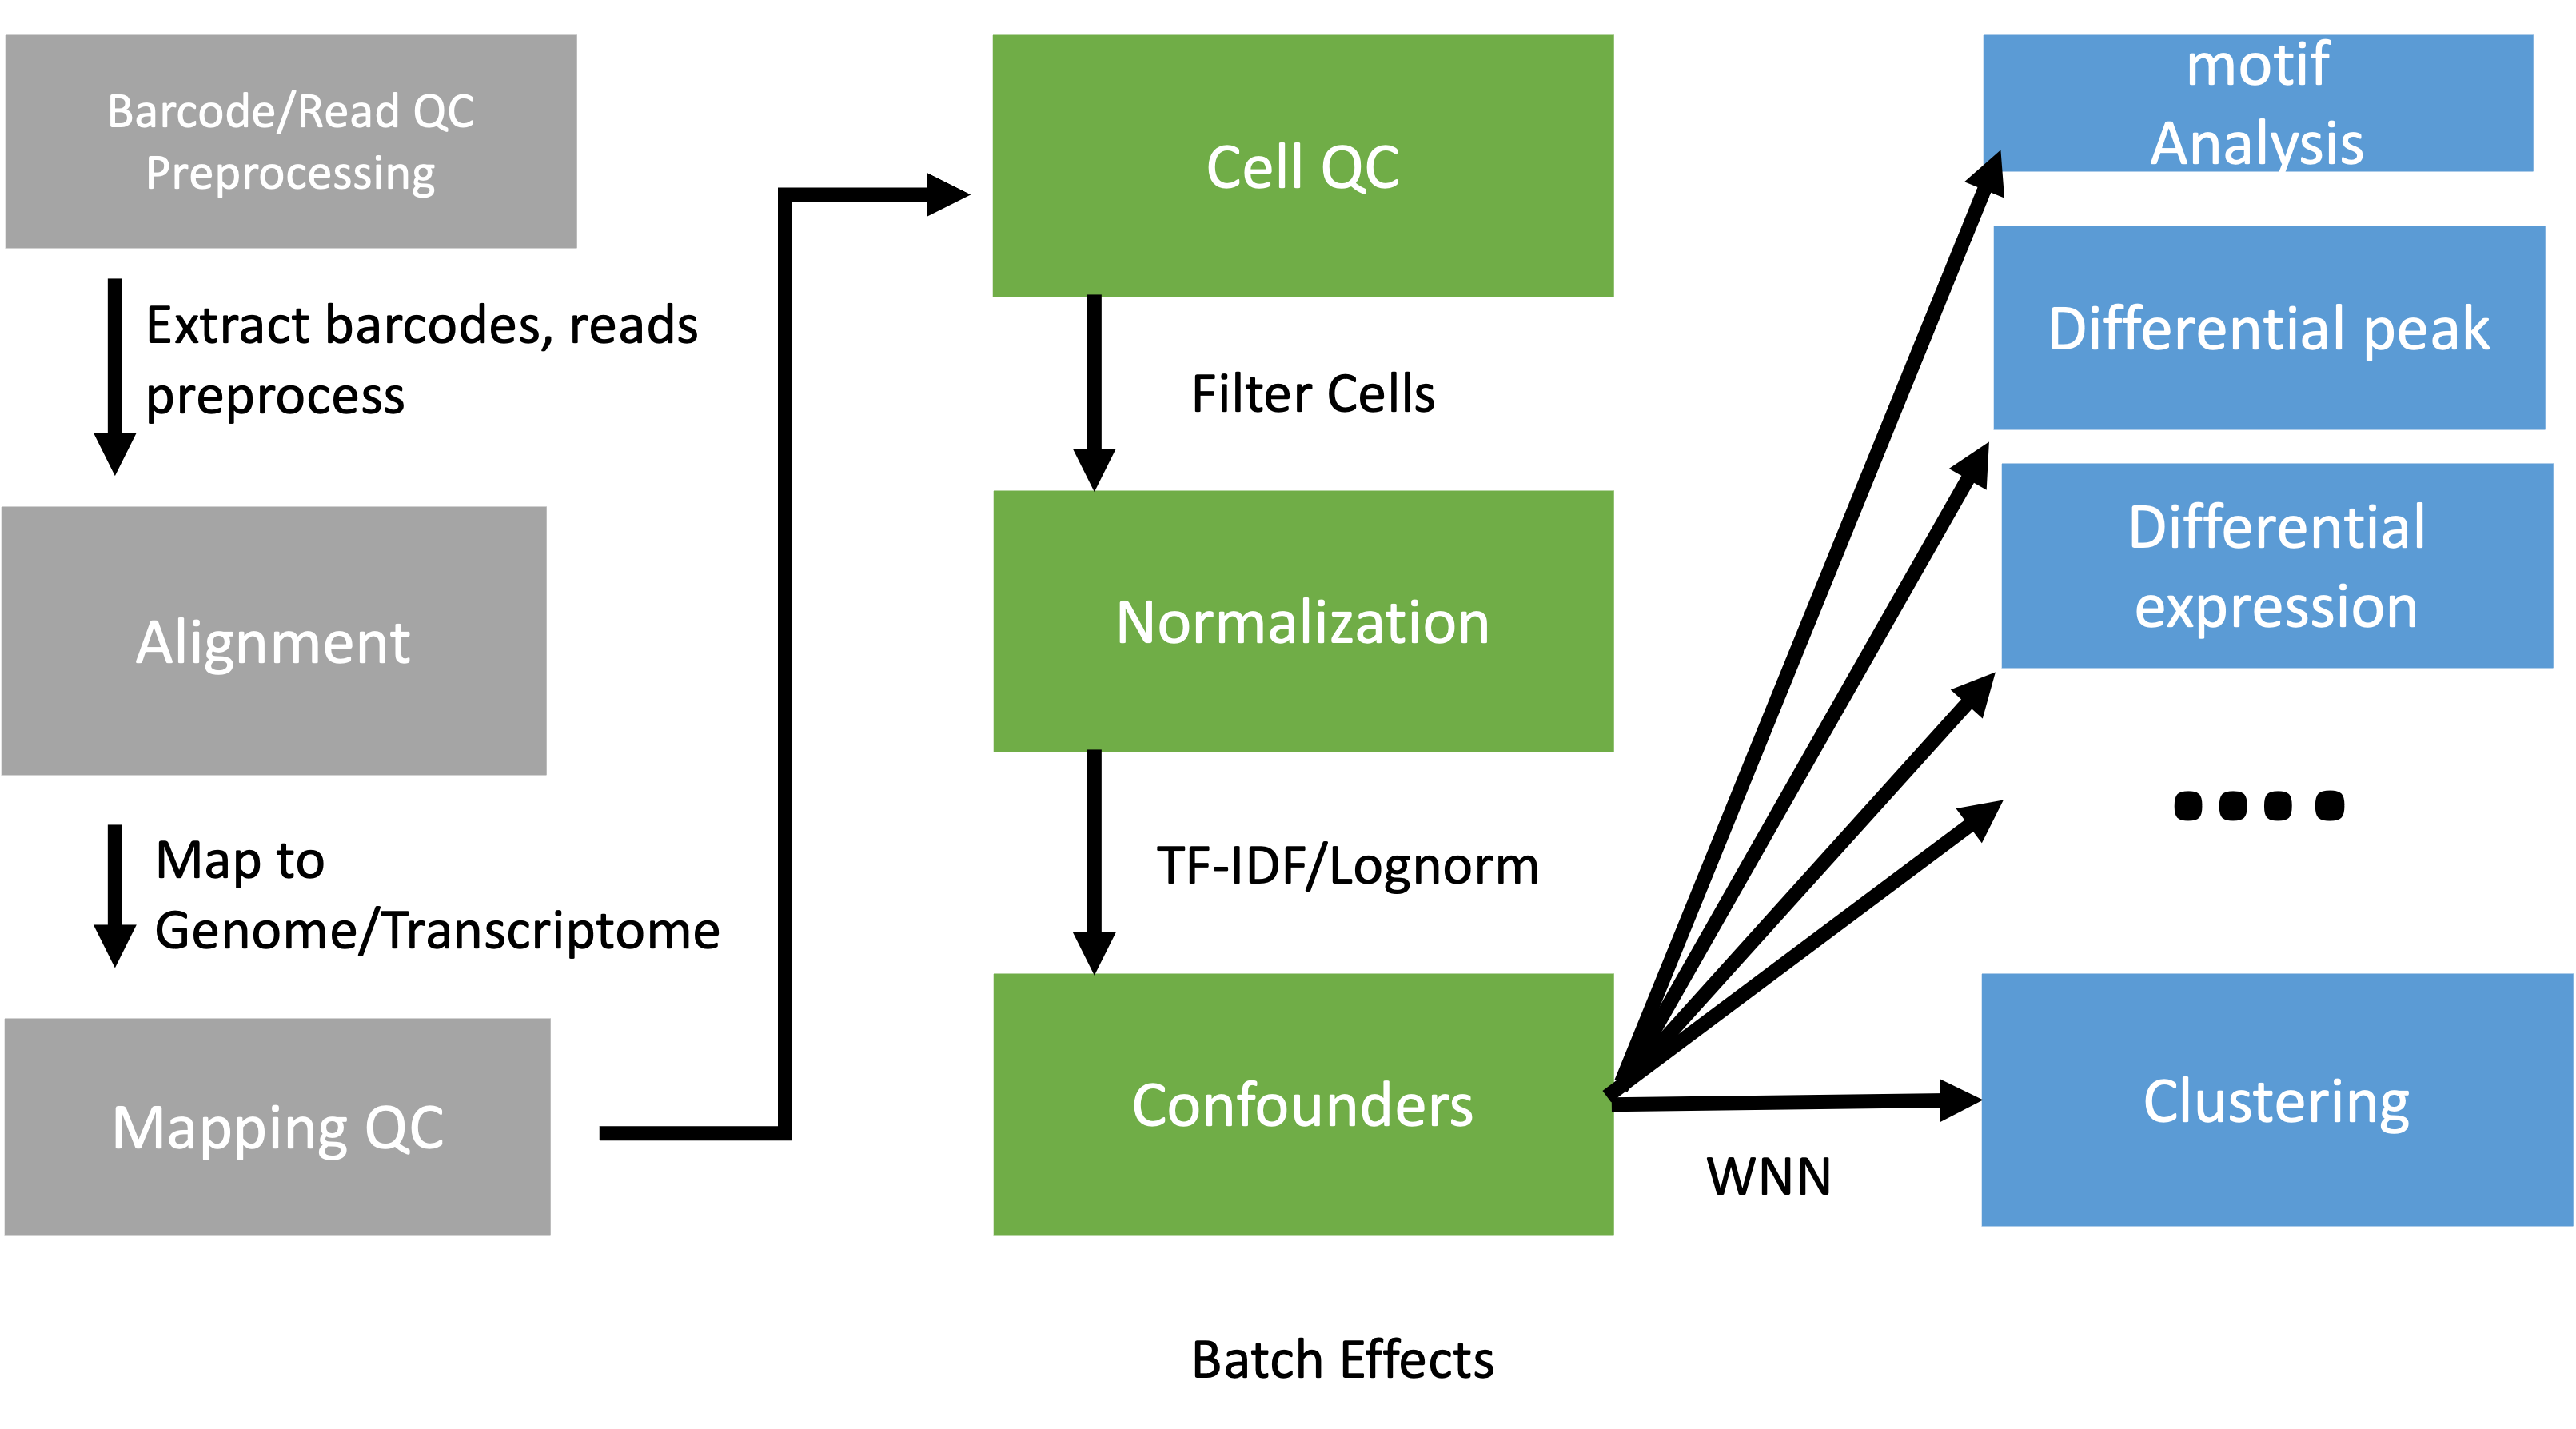 Barcode/Read QC
Preprocessing
Extract barcodes, reads
preprocess
Alignment
Map to
Genome/Transcriptome
Mapping QC
Cell QC
Filter Cells
Normalization
TF-IDF/Lognorm
Confounders
Batch Effects
WNN
motif
Analysis
Differential peak
Differential
expression
....
Clustering